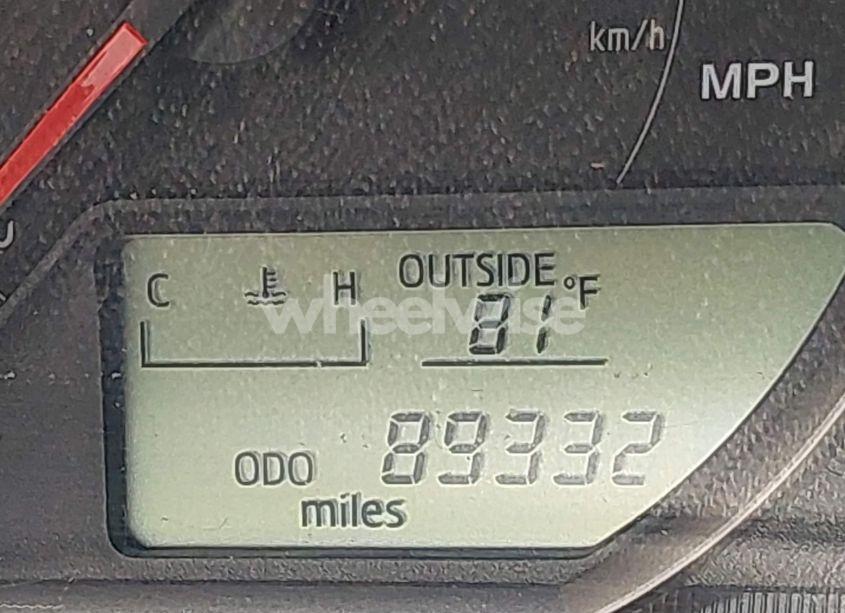 km/h
MPH
C H OUTSIDE
81 °F
ODO 89332
miles
wheelwise